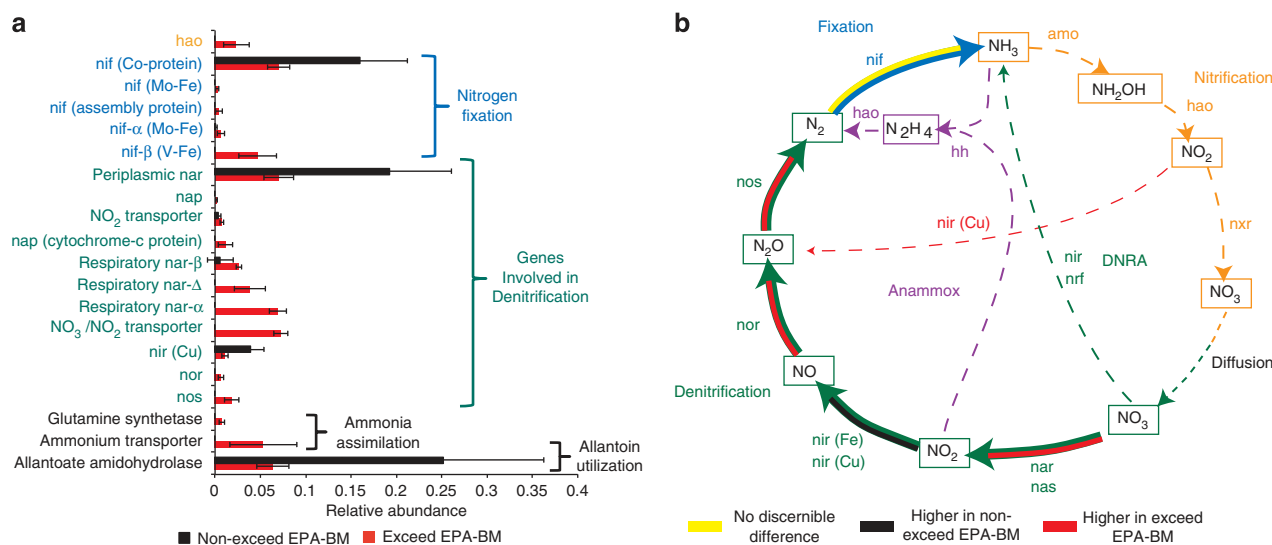 a
hao
nif (Co-protein)
nif (Mo-Fe)
nif (assembly protein)
nif-α (Mo-Fe)
nif-β (V-Fe)
Periplasmic nar
nap
NO2 transporter
nap (cytochrome-c protein)
Respiratory nar-β
Respiratory nar-Δ
Respiratory nar-α
NO3 /NO2 transporter
nir (Cu)
nor
nos
Glutamine synthetase
Ammonium transporter
Allantoate amidohydrolase
Nitrogen
fixation
Genes
Involved in
Denitrification
Ammonia
assimilation
Allantoin
utilization
0 0.05 0.1 0.15 0.2 0.25 0.3 0.35 0.4
Relative abundance
Non-exceed EPA-BM Exceed EPA-BM
b
Fixation
nif
NH3
amo
NH2OH
Nitrification
hao
NO2
nxr
NO3
Diffusion
NO3
nar
nas
NO2
nir (Fe)
nir (Cu)
Denitrification
NO
nor
N2O
nos
N2
hao
N2H4
hh
nir (Cu)
Anammox
nir
nrf
DNRA
No discernible
difference
Higher in non-
exceed EPA-BM
Higher in exceed
EPA-BM